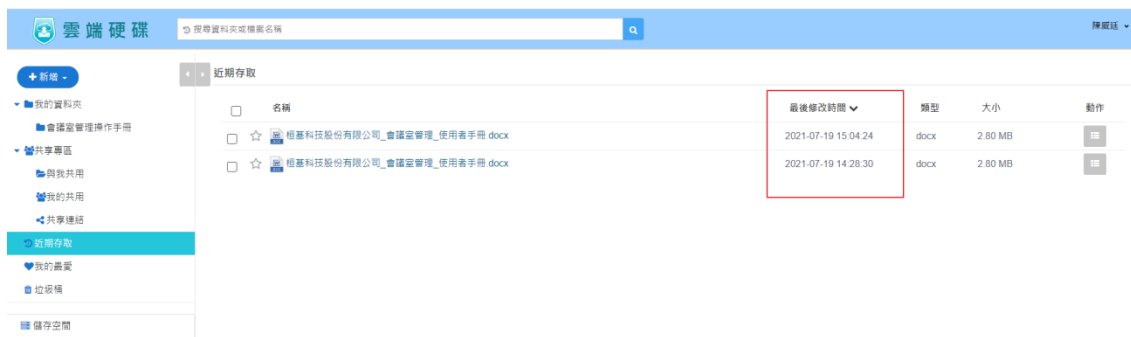 雲端硬碟
搜尋資料夾或檔案名稱
陳威廷
新增
近期存取
我的資料夾
會議室管理操作手冊
共享專區
與我共用
我的共用
共享連結
近期存取
我的最愛
垃圾桶
儲存空間
名稱 最後修改時間 類型 大小 動作
桓基科技股份有限公司_會議室管理_使用者手冊.docx 2021-07-19 15:04:24 docx 2.80 MB
桓基科技股份有限公司_會議室管理_使用者手冊.docx 2021-07-19 14:28:30 docx 2.80 MB